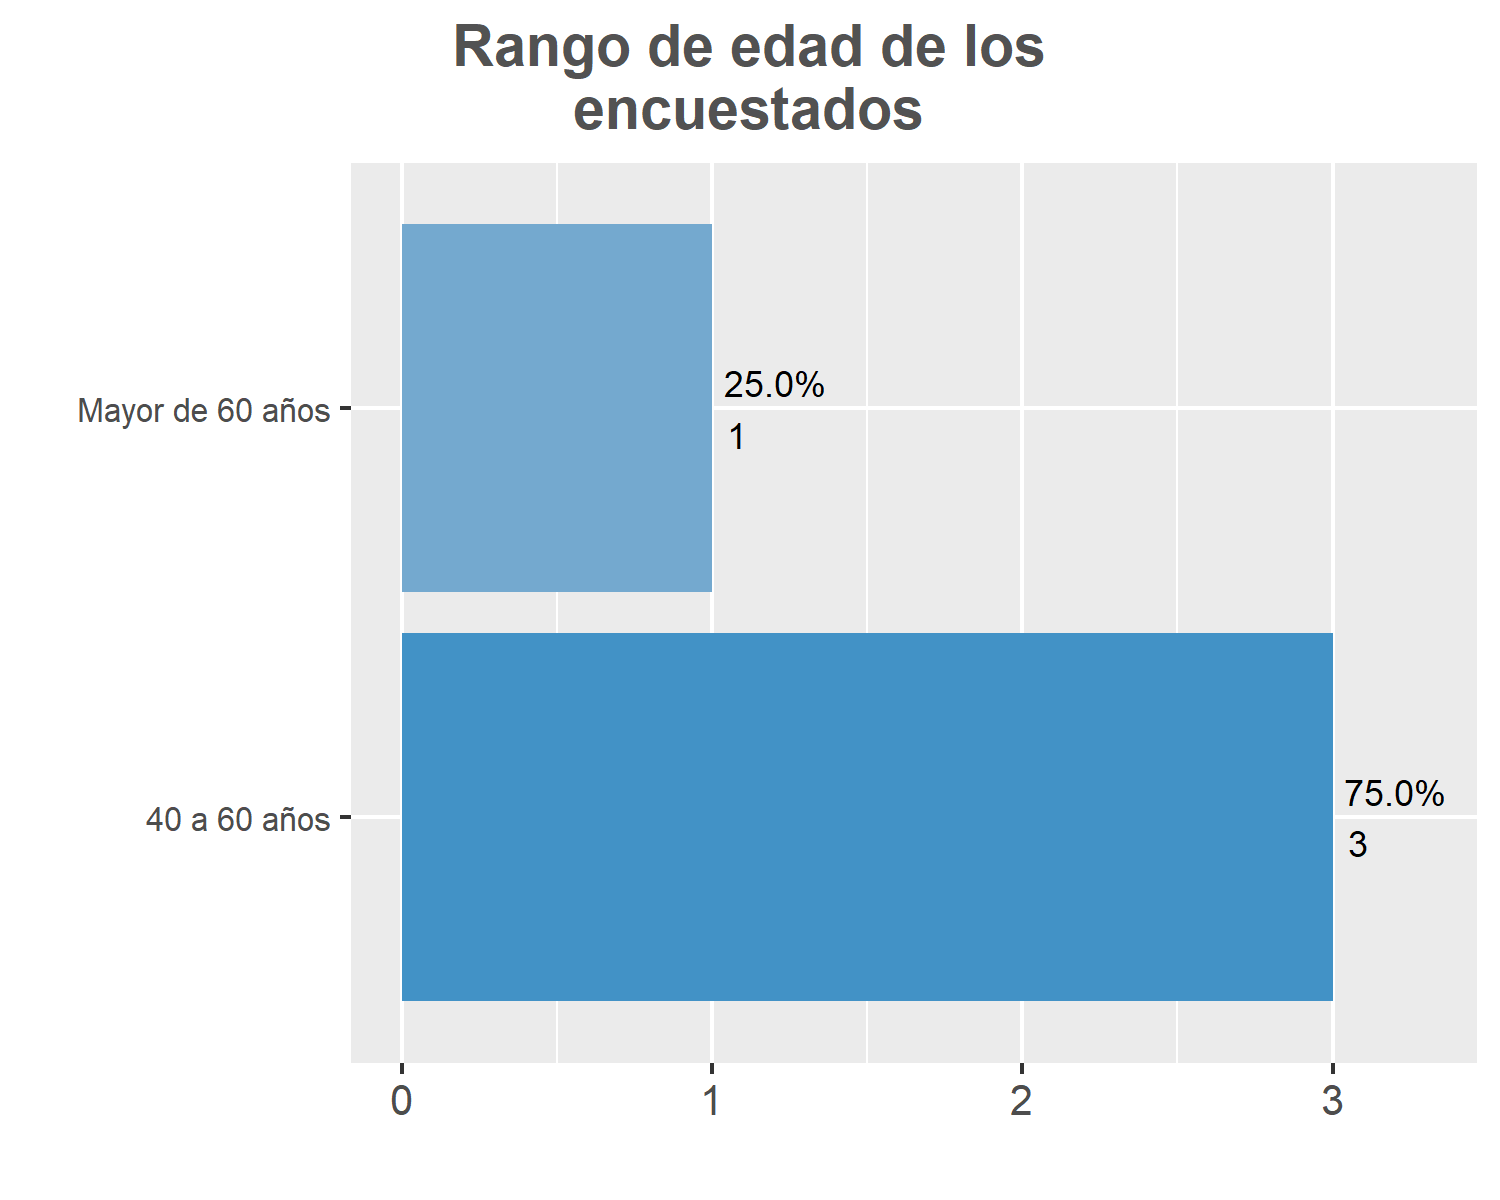 Rango de edad de los
encuestados
Mayor de 60 años
25.0%
1
40 a 60 años
75.0%
3
0 1 2 3